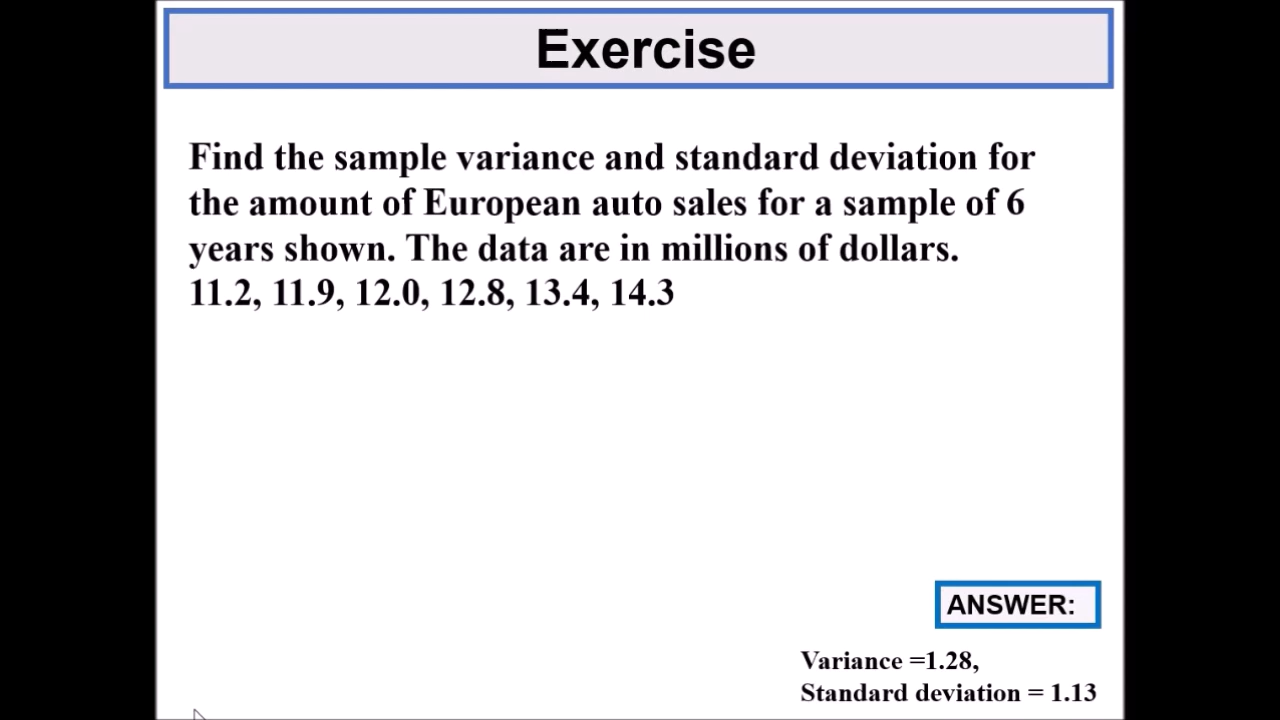 Exercise
Find the sample variance and standard deviation for
the amount of European auto sales for a sample of 6
years shown. The data are in millions of dollars.
11.2, 11.9, 12.0, 12.8, 13.4, 14.3
ANSWER:
Variance =1.28,
Standard deviation = 1.13